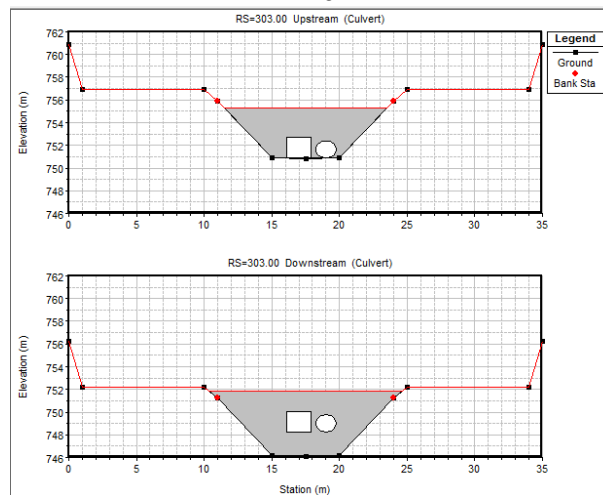 RS=303.00 Upstream (Culvert)
762
760
758
756
754
752
750
748
746
Elevation (m)
0 5 10 15 20 25 30 35
Legend
Ground
Bank Sta
RS=303.00 Downstream (Culvert)
762
760
758
756
754
752
750
748
746
Elevation (m)
0 5 10 15 20 25 30 35
Station (m)